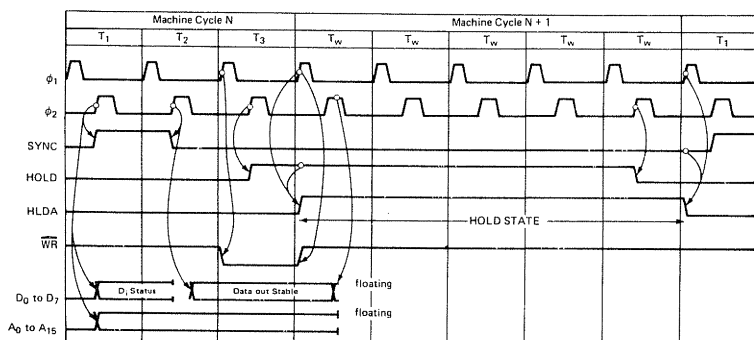 Machine Cycle N Machine Cycle N + 1
T1 T2 T3 Tw Tw Tw Tw Tw T1
ϕ1
ϕ2
SYNC
HOLD
HLDA
HOLD STATE
WR
floating
D0 to D7
Di Status
Data out Stable
floating
A0 to A15